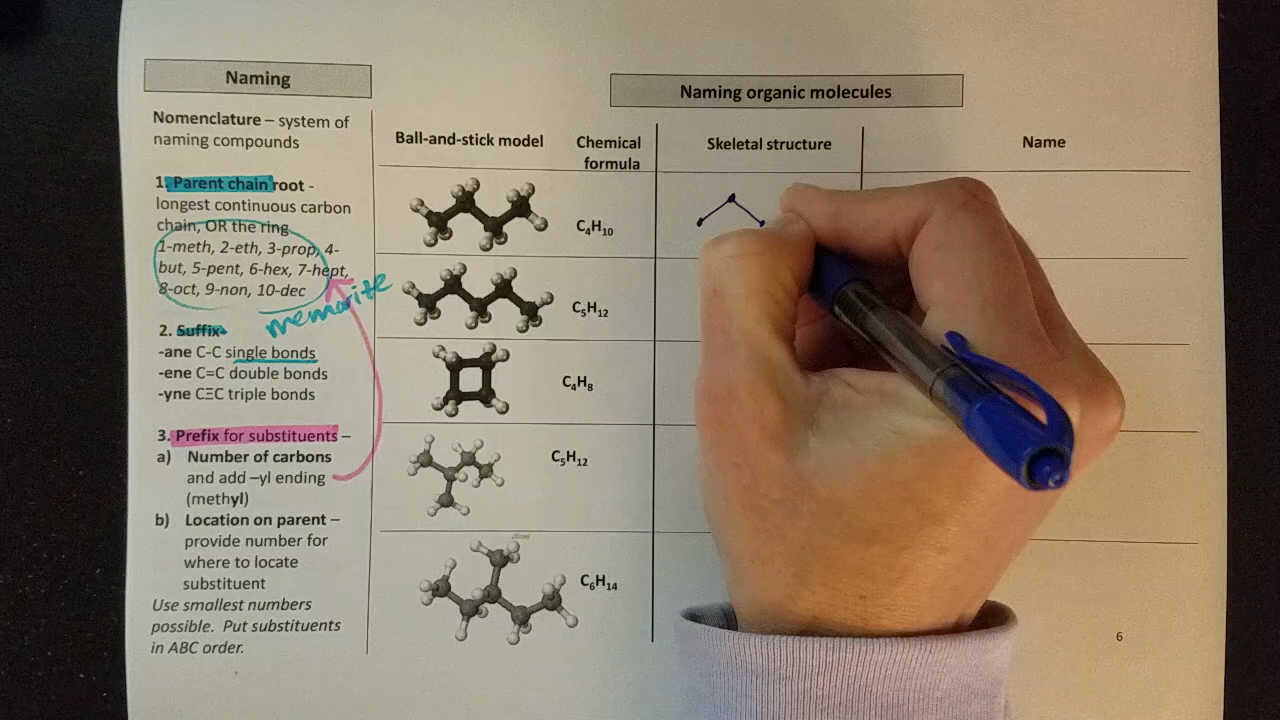 Naming
Naming organic molecules
Nomenclature – system of
naming compounds
1. Parent chain root -
longest continuous carbon
chain, OR the ring
1-meth, 2-eth, 3-prop, 4-
but, 5-pent, 6-hex, 7-hept,
8-oct, 9-non, 10-dec
memorize
2. Suffix-
-ane C-C single bonds
-ene C=C double bonds
-yne CΞC triple bonds
3. Prefix for substituents –
a) Number of carbons
and add –yl ending
(methyl)
b) Location on parent –
provide number for
where to locate
substituent
Use smallest numbers
possible. Put substituents
in ABC order.
Ball-and-stick model
Chemical
formula
Skeletal structure
Name
C₄H₁₀
C₅H₁₂
C₄H₈
C₅H₁₂
C₆H₁₄
6